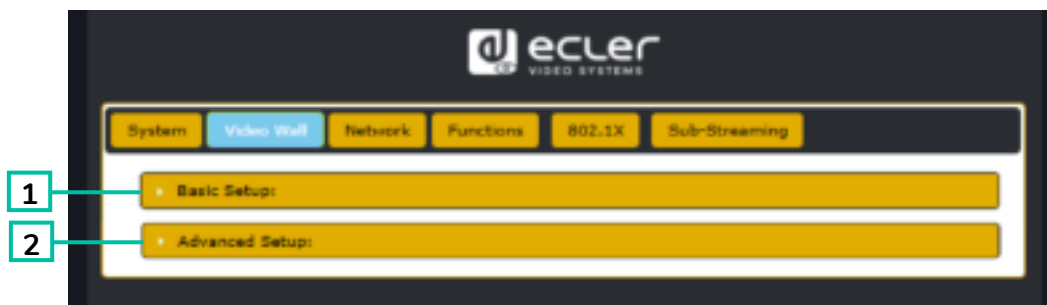 ecler
VIDEO SYSTEMS
System Video Wall Network Functions 802.1X Sub-Streaming
1 Basic Setup:
2 Advanced Setup: